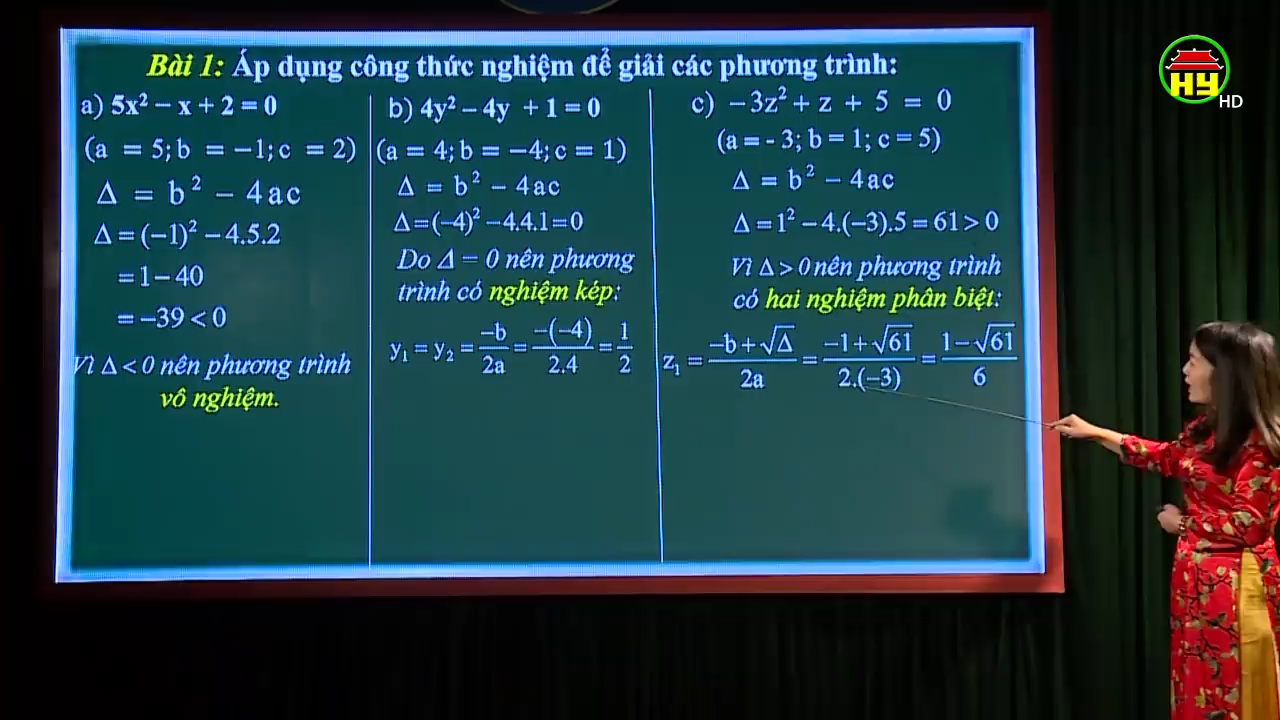 Bài 1: Áp dụng công thức nghiệm để giải các phương trình:
a) 5x² – x + 2 = 0
(a = 5; b = −1; c = 2)
Δ = b² − 4ac
Δ = (−1)² − 4.5.2
= 1 − 40
= −39 < 0
Vì Δ < 0 nên phương trình
vô nghiệm.
b) 4y² – 4y + 1 = 0
(a = 4; b = −4; c = 1)
Δ = b² − 4ac
Δ = (−4)² − 4.4.1 = 0
Do Δ = 0 nên phương
trình có nghiệm kép:
y₁ = y₂ = −b/2a = −(−4)/2.4 = 1/2
c) −3z² + z + 5 = 0
(a = - 3; b = 1; c = 5)
Δ = b² − 4ac
Δ = 1² − 4.(−3).5 = 61 > 0
Vì Δ > 0 nên phương trình
có hai nghiệm phân biệt:
z₁ = −b + √Δ/2a = −1 + √61/2.(−3) = 1 − √61/6
HY
HD